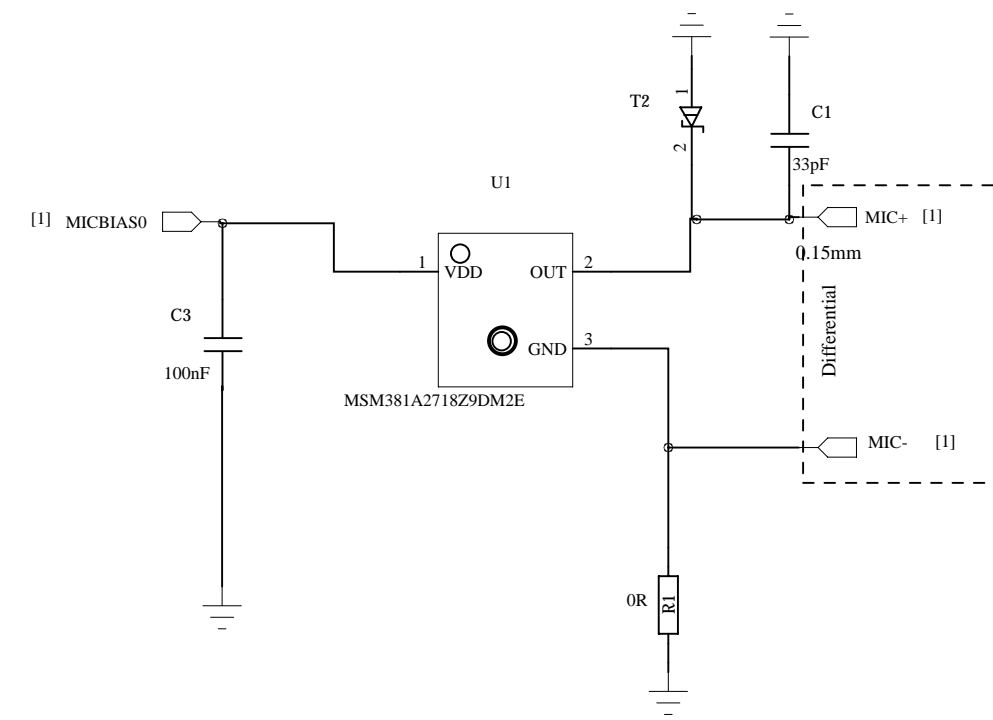 T2
1
2
C1
33pF
U1
[1] MICBIAS0
MIC+ [1]
0.15mm
1
VDD
OUT
2
C3
100nF
Differential
GND
3
MSM381A2718Z9DM2E
MIC- [1]
0R
R1